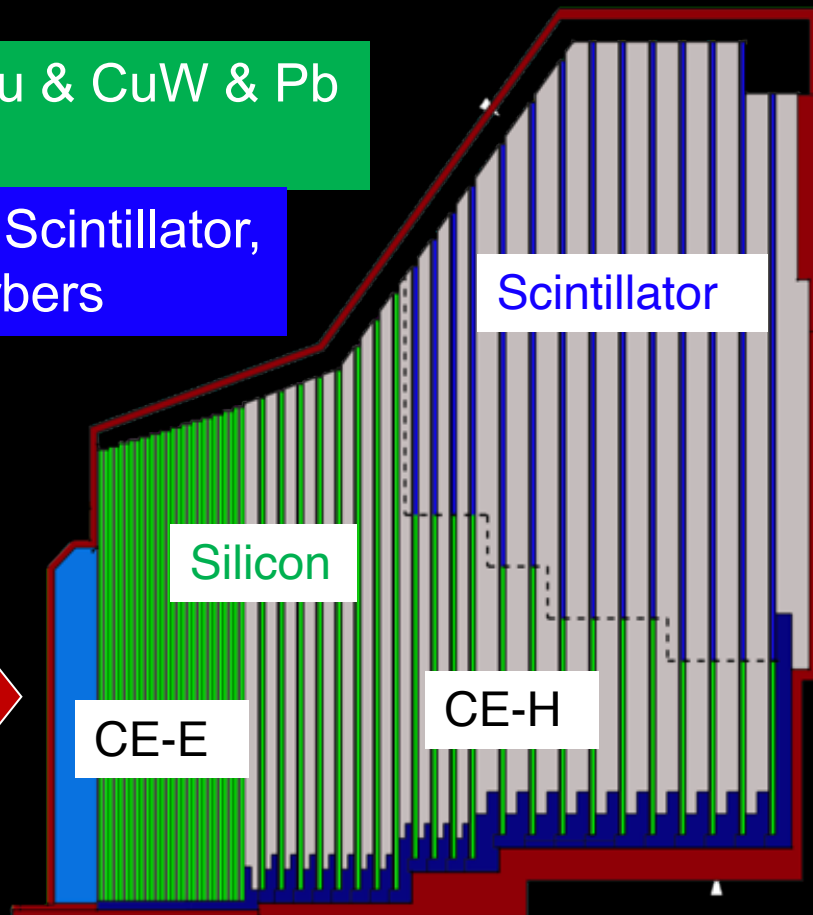 u & CuW & Pb
Scintillator,
bers
Scintillator
Silicon
CE-H
CE-E